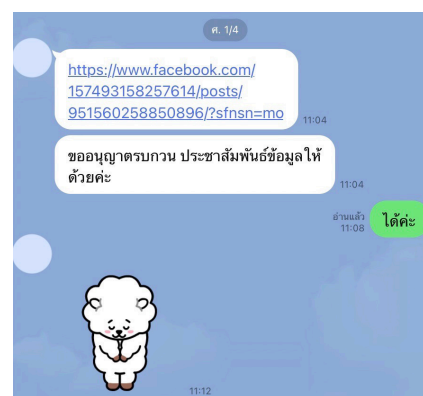 ศ. 1/4
https://www.facebook.com/
157493158257614/posts/
951560258850896/?sfnsn=mo
11:04
ขออนุญาตรบกวน ประชาสัมพันธ์ข้อมูลให้
ด้วยค่ะ
11:04
อ่านแล้ว
11:08
ได้ค่ะ
11:12